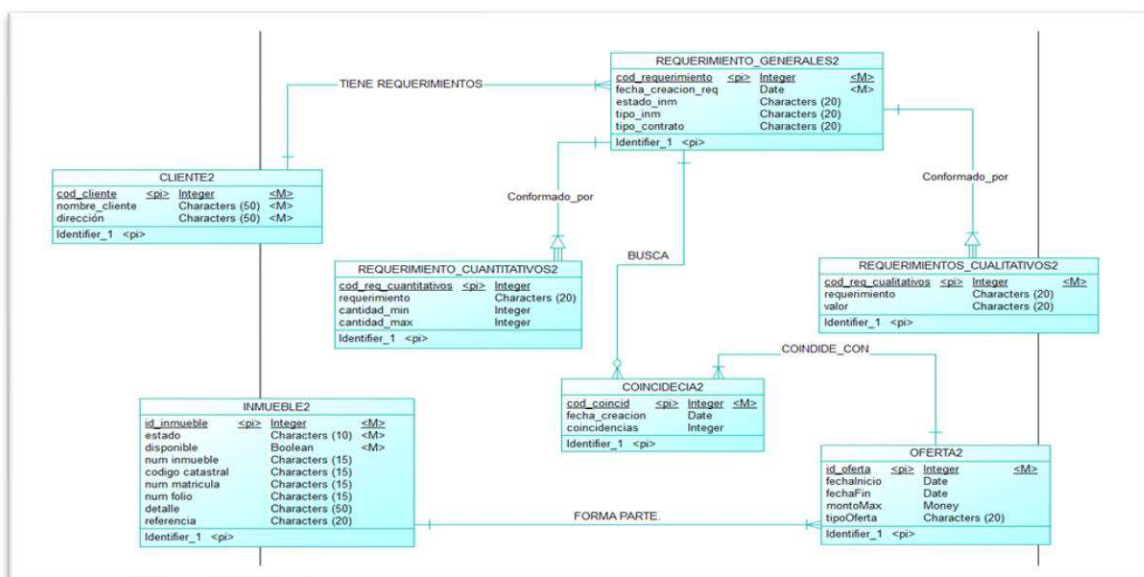 REQUERIMIENTO_GENERALES2
cod_requerimiento <pi> Integer <M>
fecha_creacion_req Date <M>
estado_inm Characters (20)
tipo_inm Characters (20)
tipo_contrato Characters (20)
Identifier_1 <pi>
TIENE REQUERIMIENTOS
CLIENTE2
cod_cliente <pi> Integer <M>
nombre_cliente Characters (50) <M>
dirección Characters (50) <M>
Identifier_1 <pi>
Conformado_por
Conformado_por
BUSCA
REQUERIMIENTO_CUANTITATIVOS2
cod_req_cuantitativos <pi> Integer
requerimiento Characters (20)
cantidad_min Integer
cantidad_max Integer
Identifier_1 <pi>
REQUERIMIENTOS_CUALITATIVOS2
cod_req_cualitativos <pi> Integer <M>
requerimiento Characters (20)
valor Characters (20)
Identifier_1 <pi>
COINDIDE_CON
COINCIDECIA2
cod_coincid <pi> Integer <M>
fecha_creacion Date
coincidencias Integer
Identifier_1 <pi>
INMUEBLE2
id_inmueble <pi> Integer <M>
estado Characters (10) <M>
disponible Boolean <M>
num inmueble Characters (15)
codigo catastral Characters (15)
num matricula Characters (15)
num folio Characters (15)
detalle Characters (50)
referencia Characters (20)
Identifier_1 <pi>
FORMA PARTE.
OFERTA2
id_oferta <pi> Integer <M>
fechaInicio Date
fechaFin Date
montoMax Money
tipoOferta Characters (20)
Identifier_1 <pi>